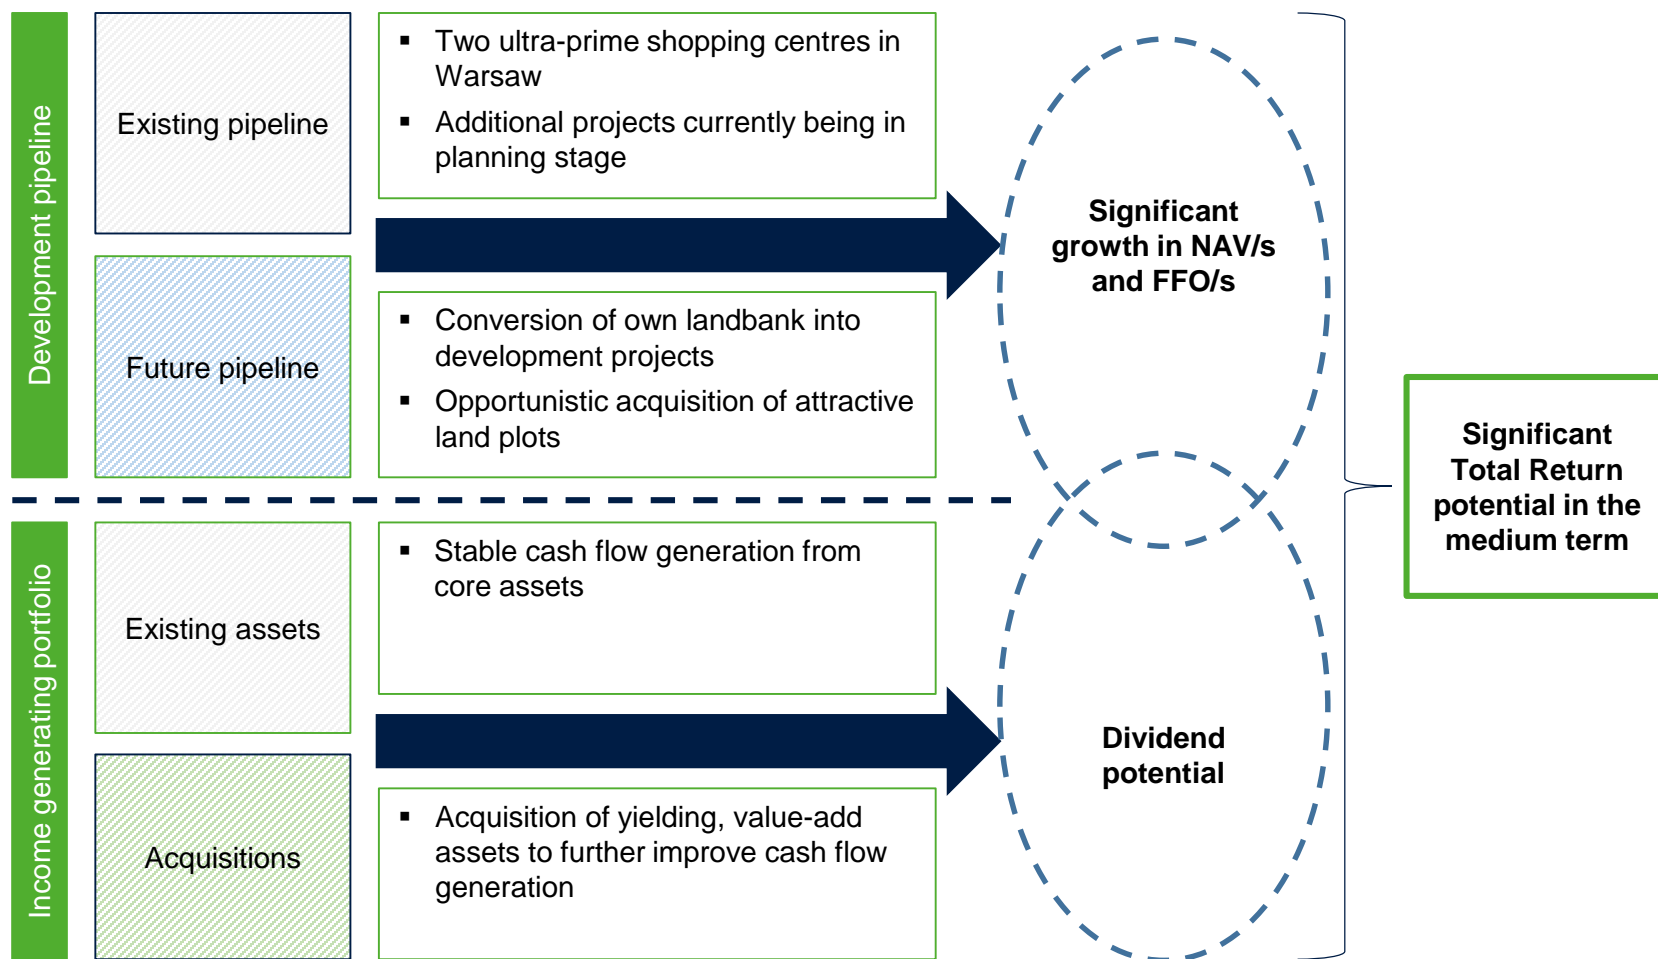 Development pipeline
Existing pipeline
▪ Two ultra-prime shopping centres in
Warsaw
▪ Additional projects currently being in
planning stage
Future pipeline
▪ Conversion of own landbank into
development projects
▪ Opportunistic acquisition of attractive
land plots
Significant
growth in NAV/s
and FFO/s
Income generating portfolio
Existing assets
▪ Stable cash flow generation from
core assets
Acquisitions
▪ Acquisition of yielding, value-add
assets to further improve cash flow
generation
Dividend
potential
Significant
Total Return
potential in the
medium term